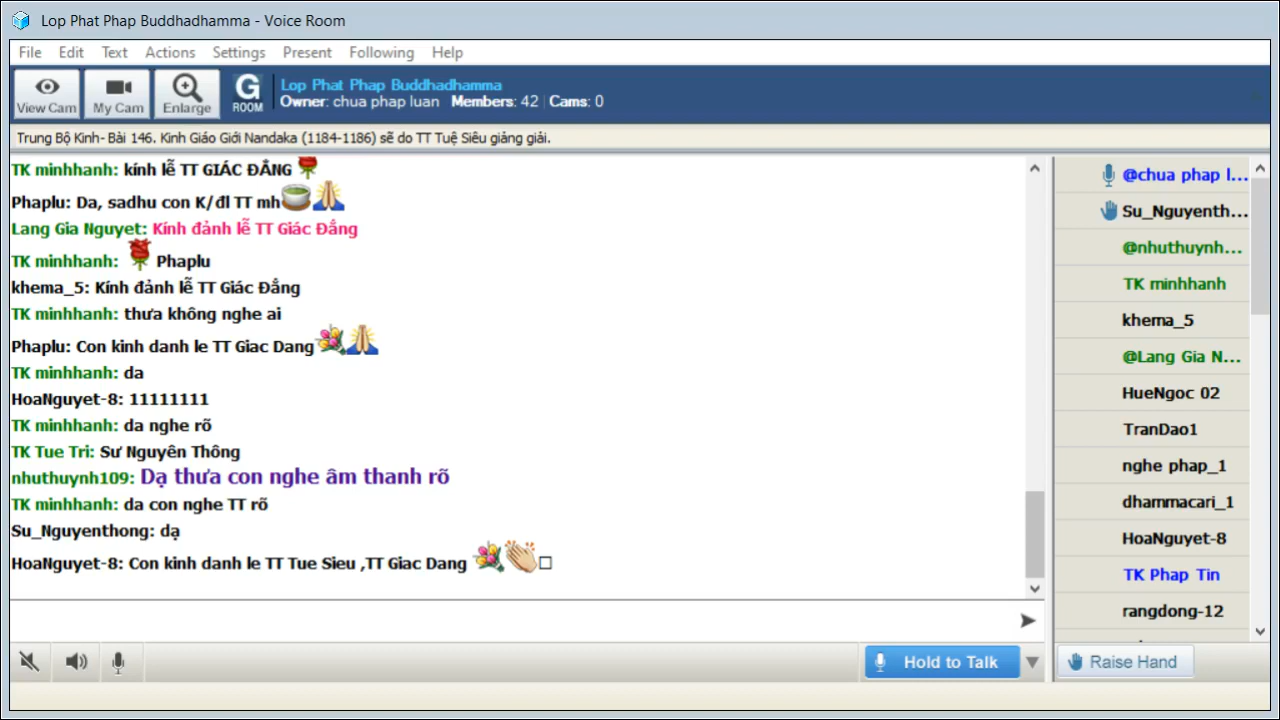 Lop Phat Phap Buddhadhamma - Voice Room
File Edit Text Actions Settings Present Following Help
View Cam My Cam Enlarge G ROOM
Lop Phat Phap Buddhadhamma
Owner: chua phap luan Members: 42 Cams: 0
Trung Bộ Kinh- Bài 146. Kinh Giáo Giới Nandaka (1184-1186) sẽ do TT Tuệ Siêu giảng giải.
TK minhhanh: kính lễ TT GIÁC ĐẲNG
Phaplu: Da, sadhu con K/đl TT mh
Lang Gia Nguyet: Kính đảnh lễ TT Giác Đẳng
TK minhhanh: Phaplu
khema_5: Kính đảnh lễ TT Giác Đẳng
TK minhhanh: thưa không nghe ai
Phaplu: Con kinh danh le TT Giac Dang
TK minhhanh: da
HoaNguyet-8: 11111111
TK minhhanh: da nghe rõ
TK Tue Tri: Sư Nguyên Thông
nhuthuynh109: Dạ thưa con nghe âm thanh rõ
TK minhhanh: da con nghe TT rõ
Su_Nguyenthong: dạ
HoaNguyet-8: Con kinh danh le TT Tue Sieu ,TT Giac Dang
@chua phap l...
Su_Nguyenth...
@nhuthuynh...
TK minhhanh
khema_5
@Lang Gia N...
HueNgoc 02
TranDao1
nghe phap_1
dhammacari_1
HoaNguyet-8
TK Phap Tin
rangdong-12
Hold to Talk
Raise Hand